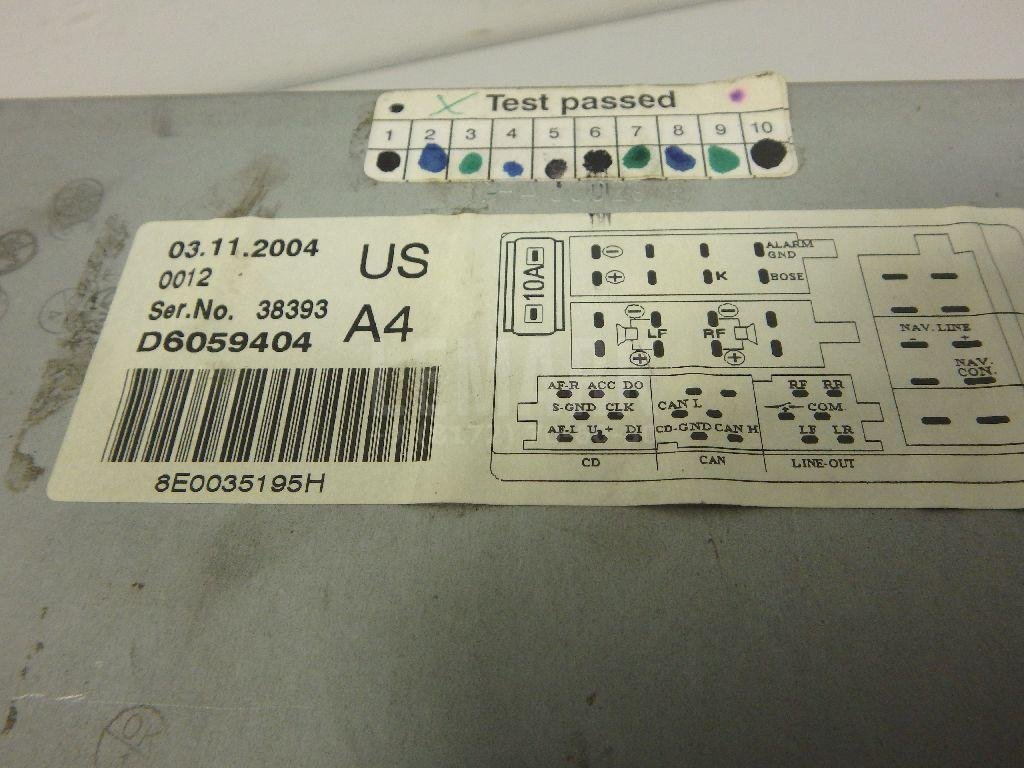 Test passed
1 2 3 4 5 6 7 8 9 10
03.11.2004
US
0012
Ser.No. 38393
A4
D6059404
8E0035195H
10A
ALARM
GND
K
BOSE
LF RF
NAV. LINE
NAV.
CON.
AF-R ACC DO
S-GND CLK
AF-L U + DI
CAN L
CD-GND CAN H
RF RR
COM.
LF LR
CD CAN LINE-OUT